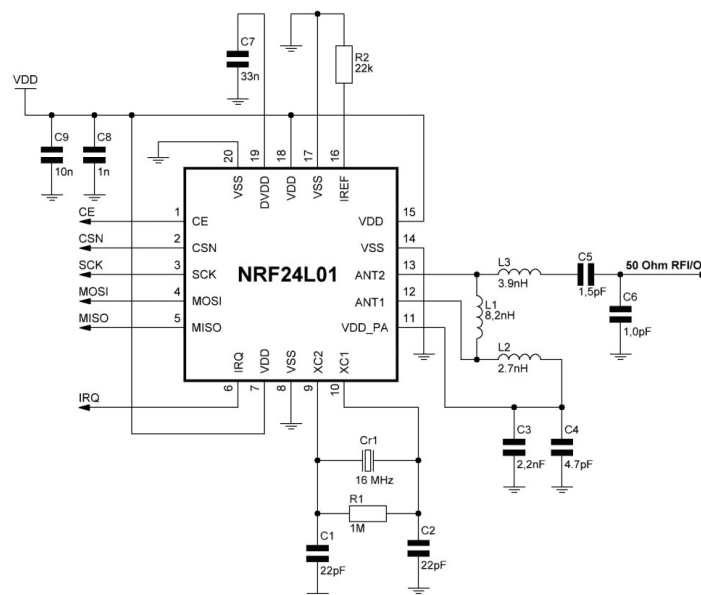 C7
33n
R2
22k
VDD
C9
10n
C8
1n
20
19
18
17
16
VSS
DVDD
VDD
VSS
IREF
CE
1
CE
VDD
15
CSN
2
CSN
VSS
14
SCK
3
SCK
NRF24L01
ANT2
13
L3
3.9nH
C5
1,5pF
50 Ohm RFI/O
C6
1,0pF
MOSI
4
MOSI
ANT1
12
L1
8,2nH
MISO
5
MISO
VDD_PA
11
L2
2.7nH
IRQ
VDD
VSS
XC2
XC1
6
7
8
9
10
IRQ
C3
2,2nF
C4
4.7pF
Cr1
16 MHz
R1
1M
C1
22pF
C2
22pF